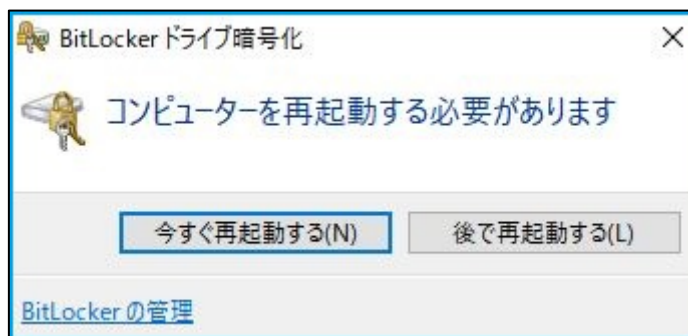 BitLocker ドライブ暗号化
コンピューターを再起動する必要があります
今すぐ再起動する(N)
後で再起動する(L)
BitLocker の管理